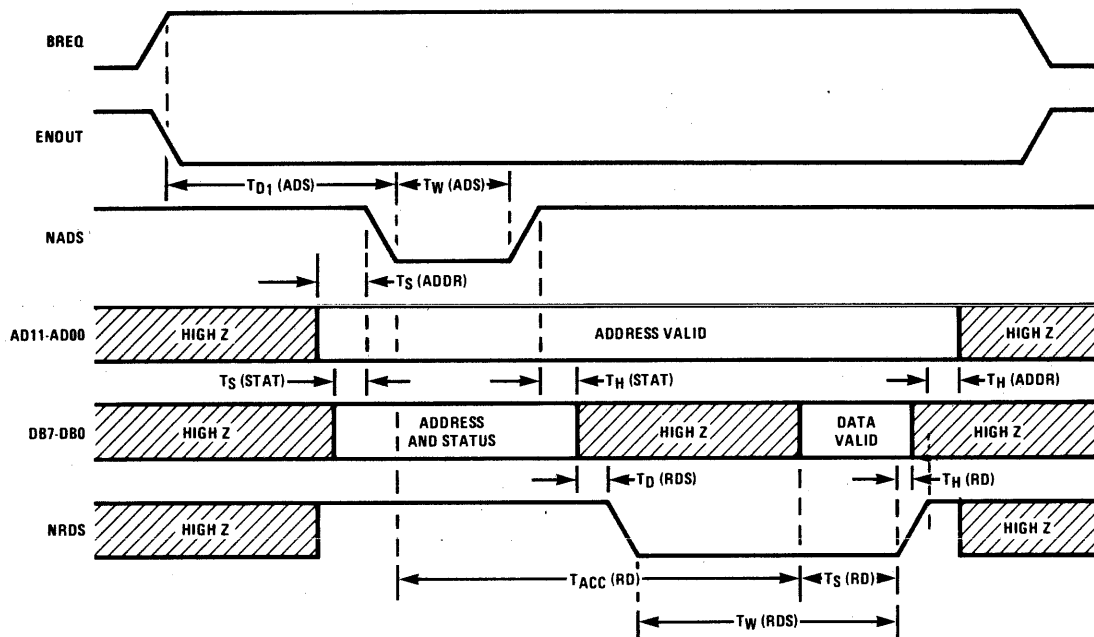 BREQ
ENOUT
TD1 (ADS)
TW (ADS)
NADS
TS (ADDR)
AD11-AD00
HIGH Z
ADDRESS VALID
HIGH Z
TS (STAT)
TH (STAT)
TH (ADDR)
DB7-DB0
HIGH Z
ADDRESS
AND STATUS
HIGH Z
DATA
VALID
HIGH Z
TD (RDS)
TH (RD)
NRDS
HIGH Z
HIGH Z
TACC (RD)
TS (RD)
TW (RDS)